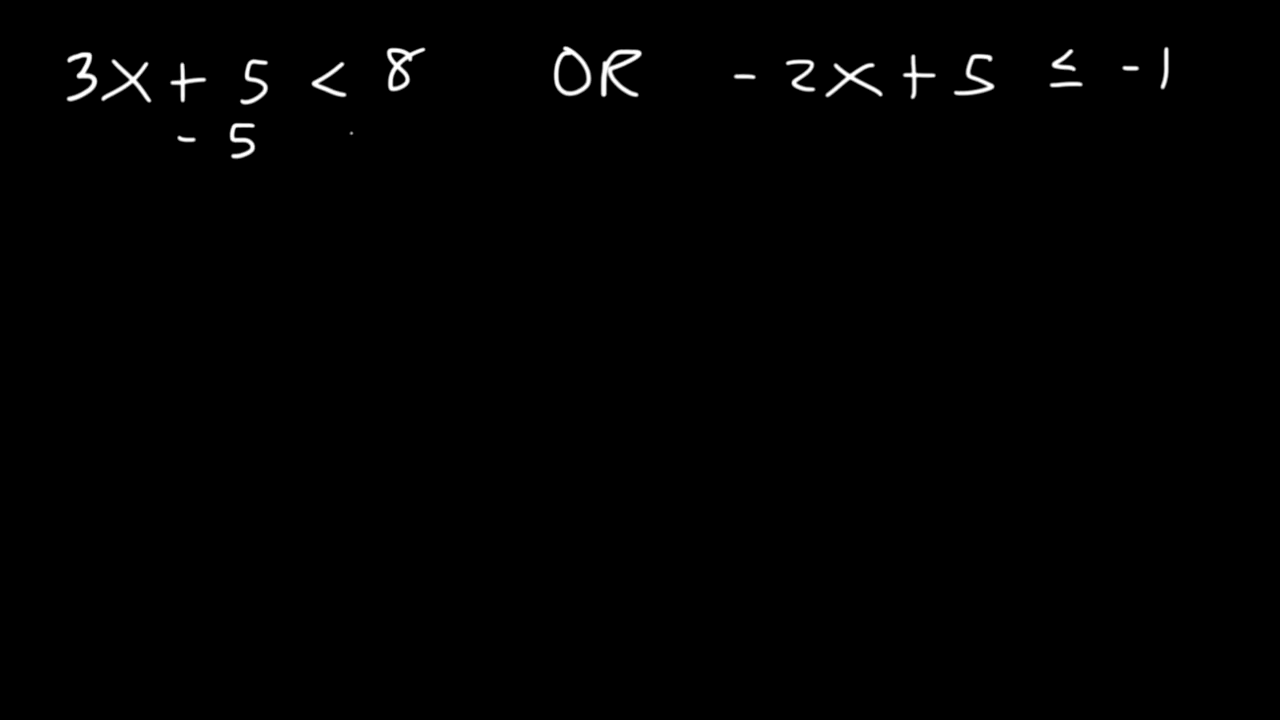 3x + 5 < 8 OR - 2x + 5 ≤ -1
- 5